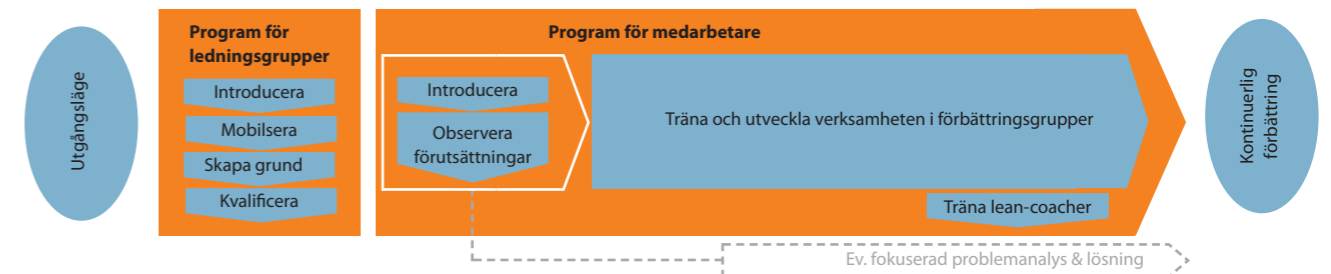 Utgångsläge
Program för
ledningsgrupper
Introducera
Mobilsera
Skapa grund
Kvalificera
Program för medarbetare
Introducera
Observera
förutsättningar
Träna och utveckla verksamheten i förbättringsgrupper
Träna lean-coacher
Ev. fokuserad problemanalys & lösning
Kontinuerlig
förbättring